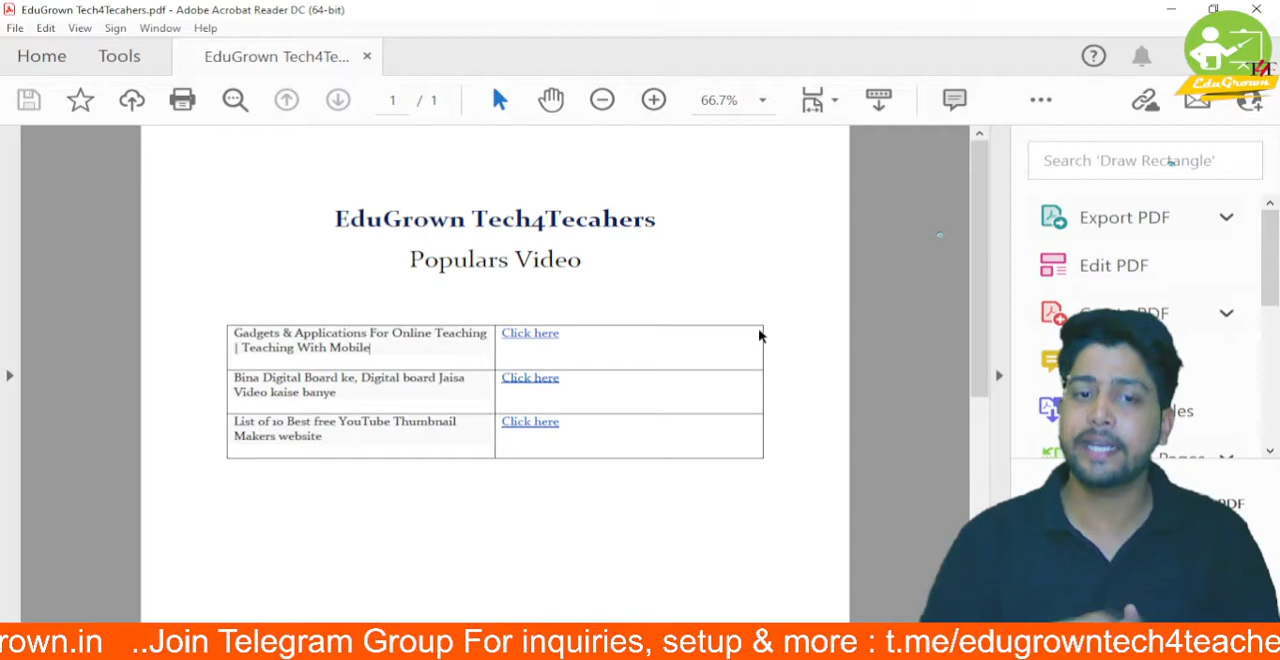 EduGrown Tech4Tecahers.pdf - Adobe Acrobat Reader DC (64-bit)
File Edit View Sign Window Help
Home Tools EduGrown Tech4Te...
1 / 1 66.7%
Search 'Draw Rectangle'
Export PDF
Edit PDF
EduGrown Tech4Tecahers
Populars Video
Gadgets & Applications For Online Teaching
| Teaching With Mobile
Click here
Bina Digital Board ke, Digital board Jaisa
Video kaise banye
Click here
List of 10 Best free YouTube Thumbnail
Makers website
Click here
EduGrown
PDF
rown.in ..Join Telegram Group For inquiries, setup & more : t.me/edugrowntech4teache